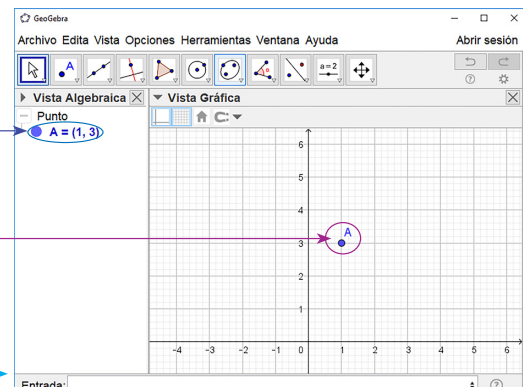 GeoGebra
Archivo Edita Vista Opciones Herramientas Ventana Ayuda Abrir sesión
A a=2
Vista Algebraica Vista Gráfica
Punto
A = (1, 3)
6
5
4
A
3
2
1
-4 -3 -2 -1 0 1 2 3 4 5 6
Entrada: